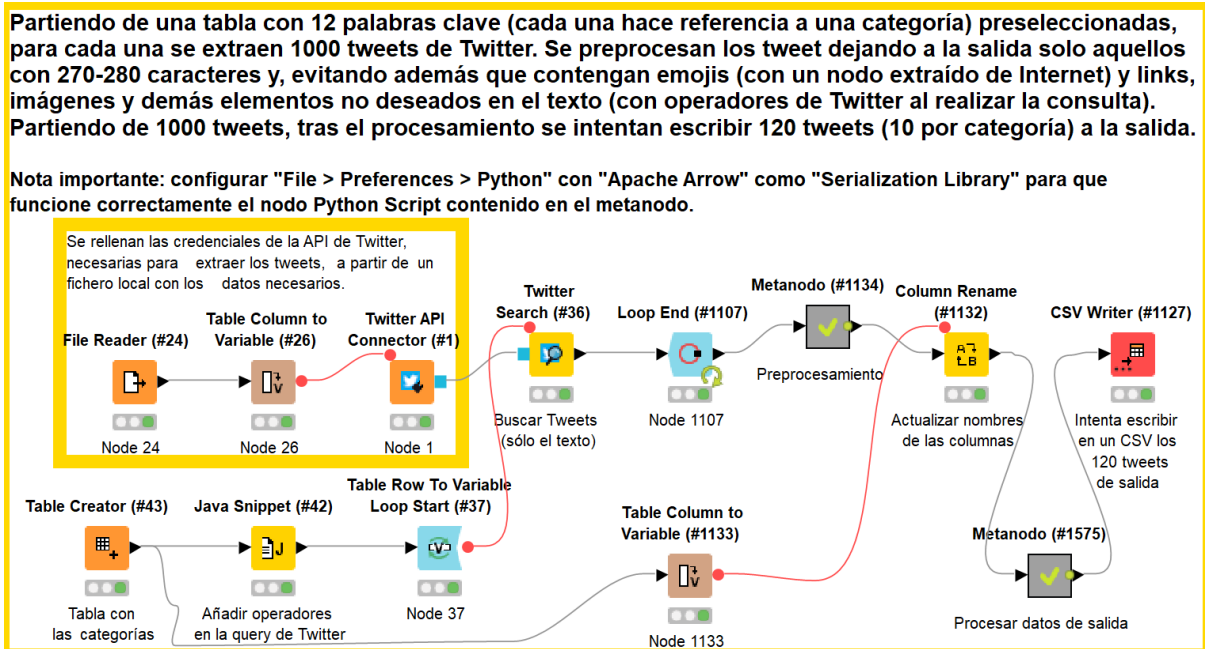 Partiendo de una tabla con 12 palabras clave (cada una hace referencia a una categoría) preseleccionadas,
para cada una se extraen 1000 tweets de Twitter. Se preprocesan los tweet dejando a la salida solo aquellos
con 270-280 caracteres y, evitando además que contengan emojis (con un nodo extraído de Internet) y links,
imágenes y demás elementos no deseados en el texto (con operadores de Twitter al realizar la consulta).
Partiendo de 1000 tweets, tras el procesamiento se intentan escribir 120 tweets (10 por categoría) a la salida.
Nota importante: configurar "File > Preferences > Python" con "Apache Arrow" como "Serialization Library" para que
funcione correctamente el nodo Python Script contenido en el metanodo.
Se rellenan las credenciales de la API de Twitter,
necesarias para extraer los tweets, a partir de un
fichero local con los datos necesarios.
File Reader (#24)
Node 24
Table Column to
Variable (#26)
Node 26
Twitter API
Connector (#1)
Node 1
Twitter
Search (#36)
Buscar Tweets
(sólo el texto)
Loop End (#1107)
Node 1107
Metanodo (#1134)
Preprocesamiento
Column Rename
(#1132)
A
B
Actualizar nombres
de las columnas
CSV Writer (#1127)
Intenta escribir
en un CSV los
120 tweets
de salida
Table Creator (#43)
Tabla con
las categorías
Java Snippet (#42)
J
Añadir operadores
en la query de Twitter
Table Row To Variable
Loop Start (#37)
Node 37
Table Column to
Variable (#1133)
Node 1133
Metanodo (#1575)
Procesar datos de salida